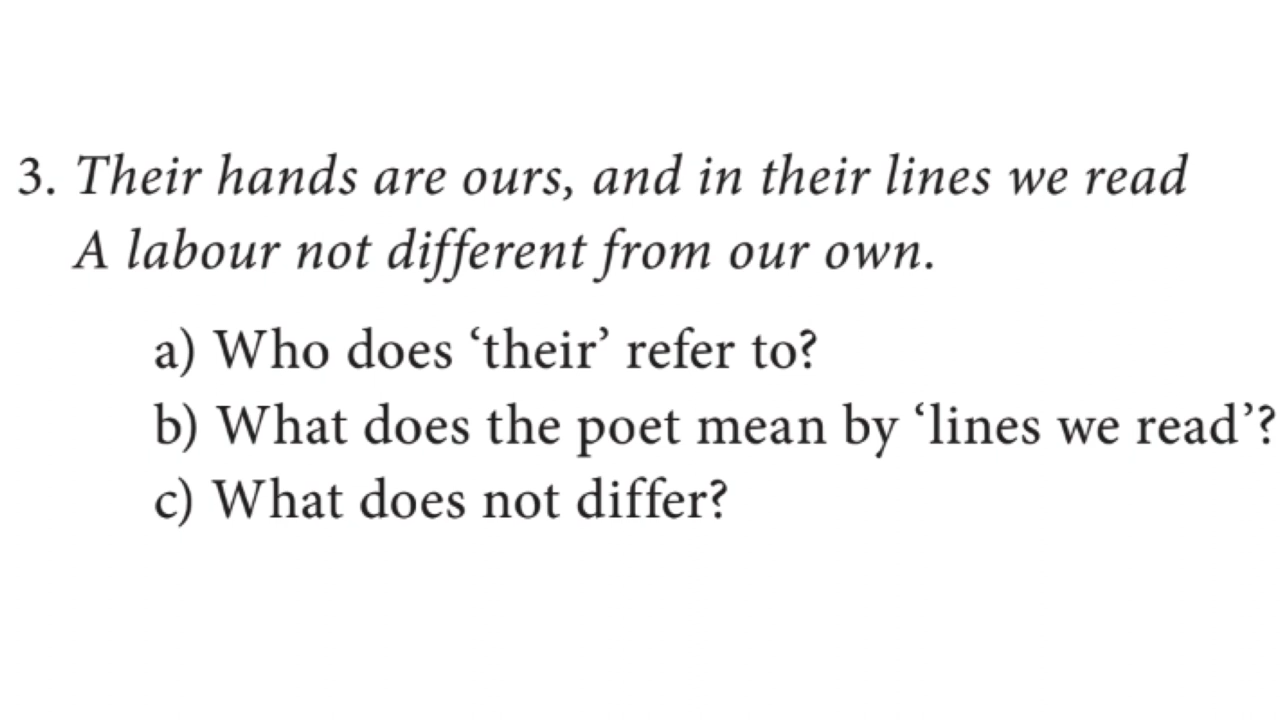 3. Their hands are ours, and in their lines we read
A labour not different from our own.
a) Who does ‘their’ refer to?
b) What does the poet mean by ‘lines we read’?
c) What does not differ?